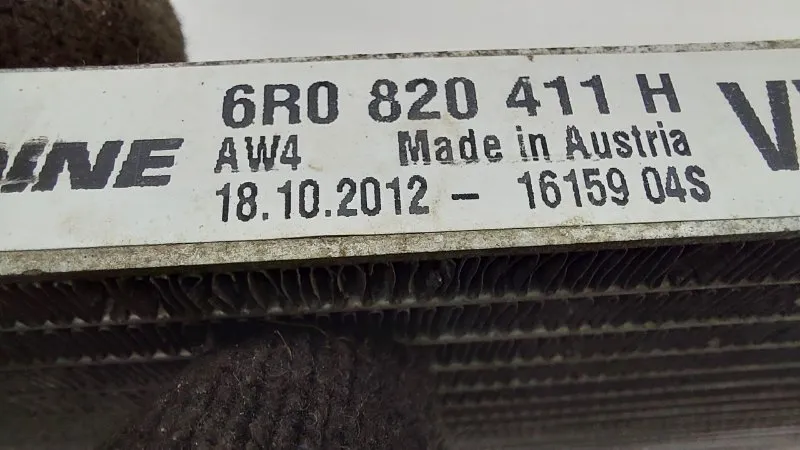 6R0 820 411 H
AW4 Made in Austria
18.10.2012 - 16159 04S